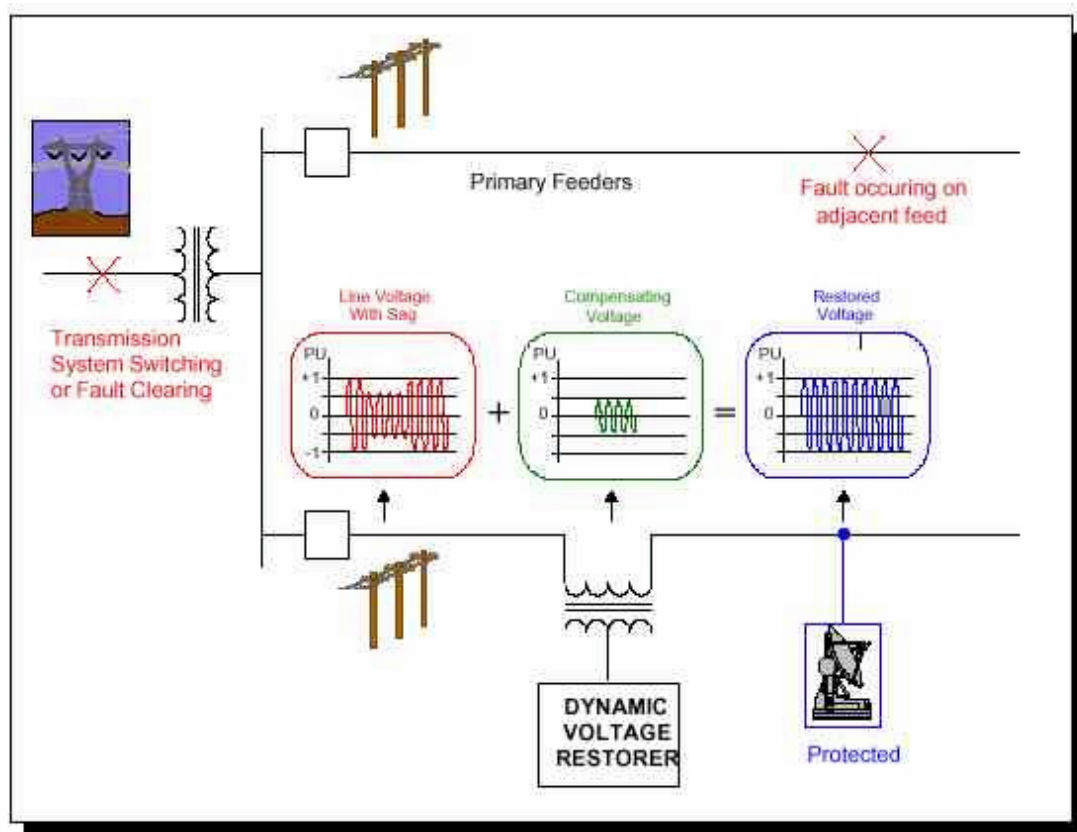 Primary Feeders
Fault occuring on
adjacent feed
Transmission
System Switching
or Fault Clearing
Line Voltage
With Sag
PU
+1
0
-1
+
Compensating
Voltage
PU
+1
0
=
Restored
Voltage
PU
+1
0
-1
DYNAMIC
VOLTAGE
RESTORER
Protected